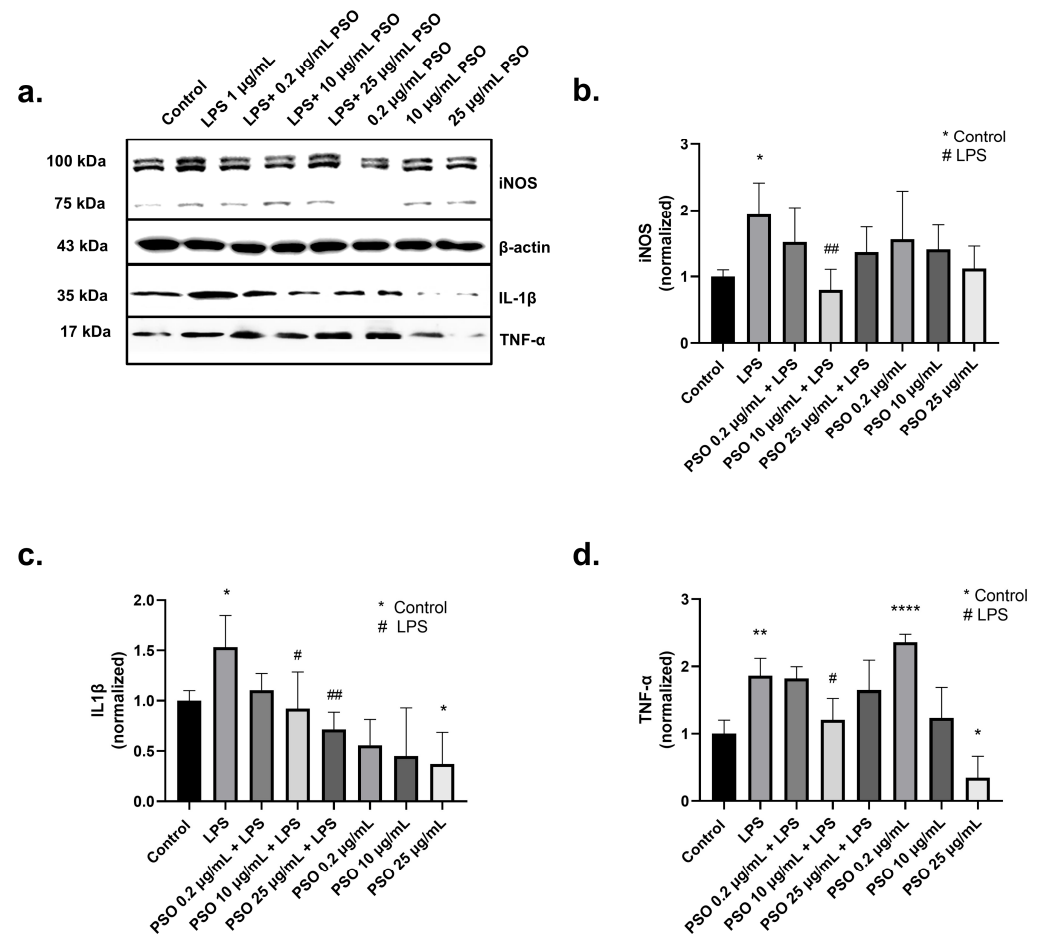 a.
Control
LPS 1 µg/mL
LPS+ 0.2 µg/mL PSO
LPS+ 10 µg/mL PSO
LPS+ 25 µg/mL PSO
0.2 µg/mL PSO
10 µg/mL PSO
25 µg/mL PSO
100 kDa
iNOS
75 kDa
43 kDa
β-actin
35 kDa
IL-1β
17 kDa
TNF-α
b.
* Control
# LPS
iNOS
(normalized)
3
2
1
0
*
##
Control
LPS
PSO 0.2 µg/mL + LPS
PSO 10 µg/mL + LPS
PSO 25 µg/mL + LPS
PSO 0.2 µg/mL
PSO 10 µg/mL
PSO 25 µg/mL
c.
* Control
# LPS
IL1β
(normalized)
2.0
1.5
1.0
0.5
0.0
*
#
##
*
Control
LPS
PSO 0.2 µg/mL + LPS
PSO 10 µg/mL + LPS
PSO 25 µg/mL + LPS
PSO 0.2 µg/mL
PSO 10 µg/mL
PSO 25 µg/mL
d.
* Control
# LPS
TNF-α
(normalized)
3
2
1
0
**
#
****
*
Control
LPS
PSO 0.2 µg/mL + LPS
PSO 10 µg/mL + LPS
PSO 25 µg/mL + LPS
PSO 0.2 µg/mL
PSO 10 µg/mL
PSO 25 µg/mL